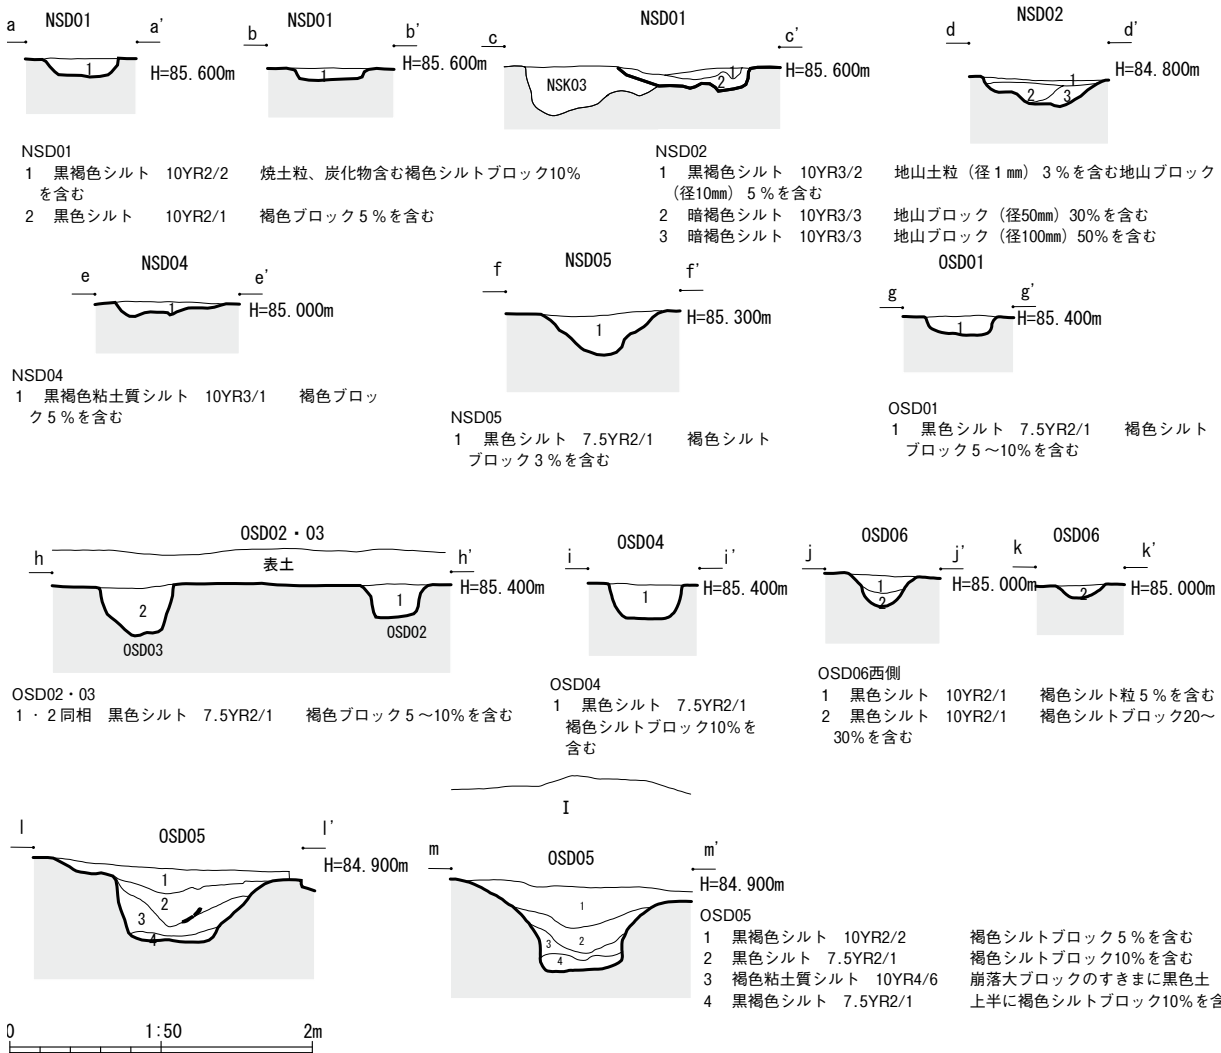 a NSD01 a'
1
H=85.600m
b NSD01 b'
1
H=85.600m
c NSD01 c'
NSK03
1
2
H=85.600m
d NSD02 d'
1
2
3
H=84.800m
NSD01
1 黒褐色シルト 10YR2/2 焼土粒、炭化物含む褐色シルトブロック10%
を含む
2 黒色シルト 10YR2/1 褐色ブロック5%を含む
NSD02
1 黒褐色シルト 10YR3/2 地山土粒(径1㎜)3%を含む地山ブロック
(径10㎜)5%を含む
2 暗褐色シルト 10YR3/3 地山ブロック(径50㎜)30%を含む
3 暗褐色シルト 10YR3/3 地山ブロック(径100㎜)50%を含む
e NSD04 e'
1
H=85.000m
f NSD05 f'
1
H=85.300m
g OSD01 g'
1
H=85.400m
NSD04
1 黒褐色粘土質シルト 10YR3/1 褐色ブロッ
ク5%を含む
NSD05
1 黒色シルト 7.5YR2/1 褐色シルト
ブロック3%を含む
OSD01
1 黒色シルト 7.5YR2/1 褐色シルト
ブロック5～10%を含む
h OSD02・03 h'
表土
2
OSD03
1
OSD02
H=85.400m
i OSD04 i'
1
H=85.400m
j OSD06 j'
1
2
H=85.000m
k OSD06 k'
2
H=85.000m
OSD02・03
1・2同相 黒色シルト 7.5YR2/1 褐色ブロック5～10%を含む
OSD04
1 黒色シルト 7.5YR2/1
褐色シルトブロック10%を
含む
OSD06西側
1 黒色シルト 10YR2/1 褐色シルト粒5%を含む
2 黒色シルト 10YR2/1 褐色シルトブロック20～
30%を含む
l OSD05 l'
1
2
3
4
H=84.900m
I
m OSD05 m'
1
2
3
4
H=84.900m
OSD05
1 黒褐色シルト 10YR2/2 褐色シルトブロック5%を含む
2 黒色シルト 7.5YR2/1 褐色シルトブロック10%を含む
3 褐色粘土質シルト 10YR4/6 崩落大ブロックのすきまに黒色土
4 黒褐色シルト 7.5YR2/1 上半に褐色シルトブロック10%を含
0 1:50 2m